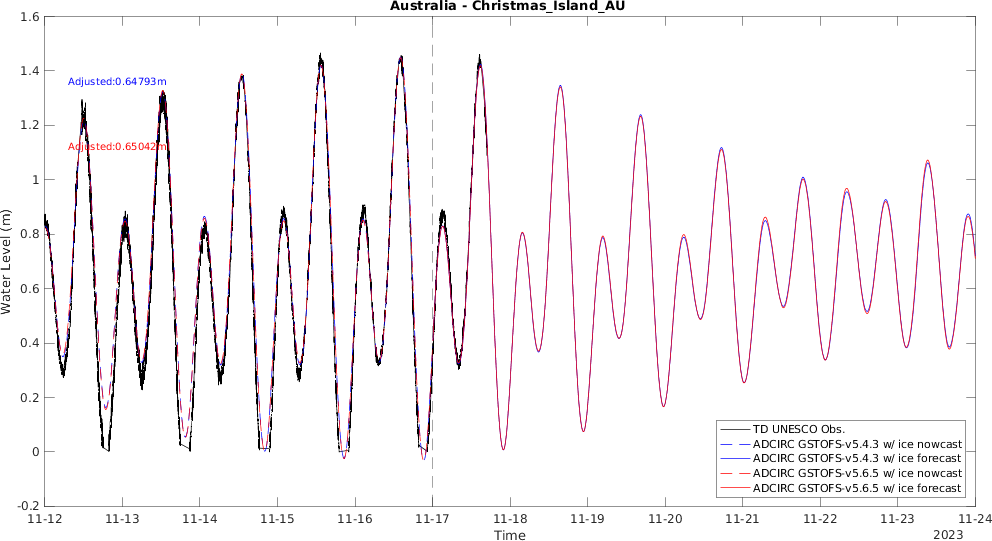 Australia - Christmas_Island_AU
1.6
1.4
1.2
1
0.8
0.6
0.4
0.2
0
-0.2
Water Level (m)
Adjusted:0.64793m
Adjusted:0.65042m
TD UNESCO Obs.
ADCIRC GSTOFS-v5.4.3 w/ ice nowcast
ADCIRC GSTOFS-v5.4.3 w/ ice forecast
ADCIRC GSTOFS-v5.6.5 w/ ice nowcast
ADCIRC GSTOFS-v5.6.5 w/ ice forecast
11-12 11-13 11-14 11-15 11-16 11-17 11-18 11-19 11-20 11-21 11-22 11-23 11-24
Time
2023